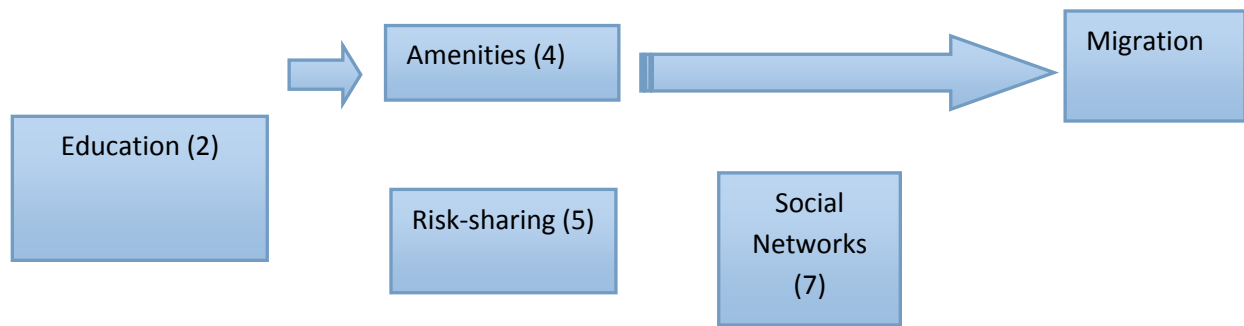 Amenities (4)
Migration
Education (2)
Risk-sharing (5)
Social
Networks
(7)